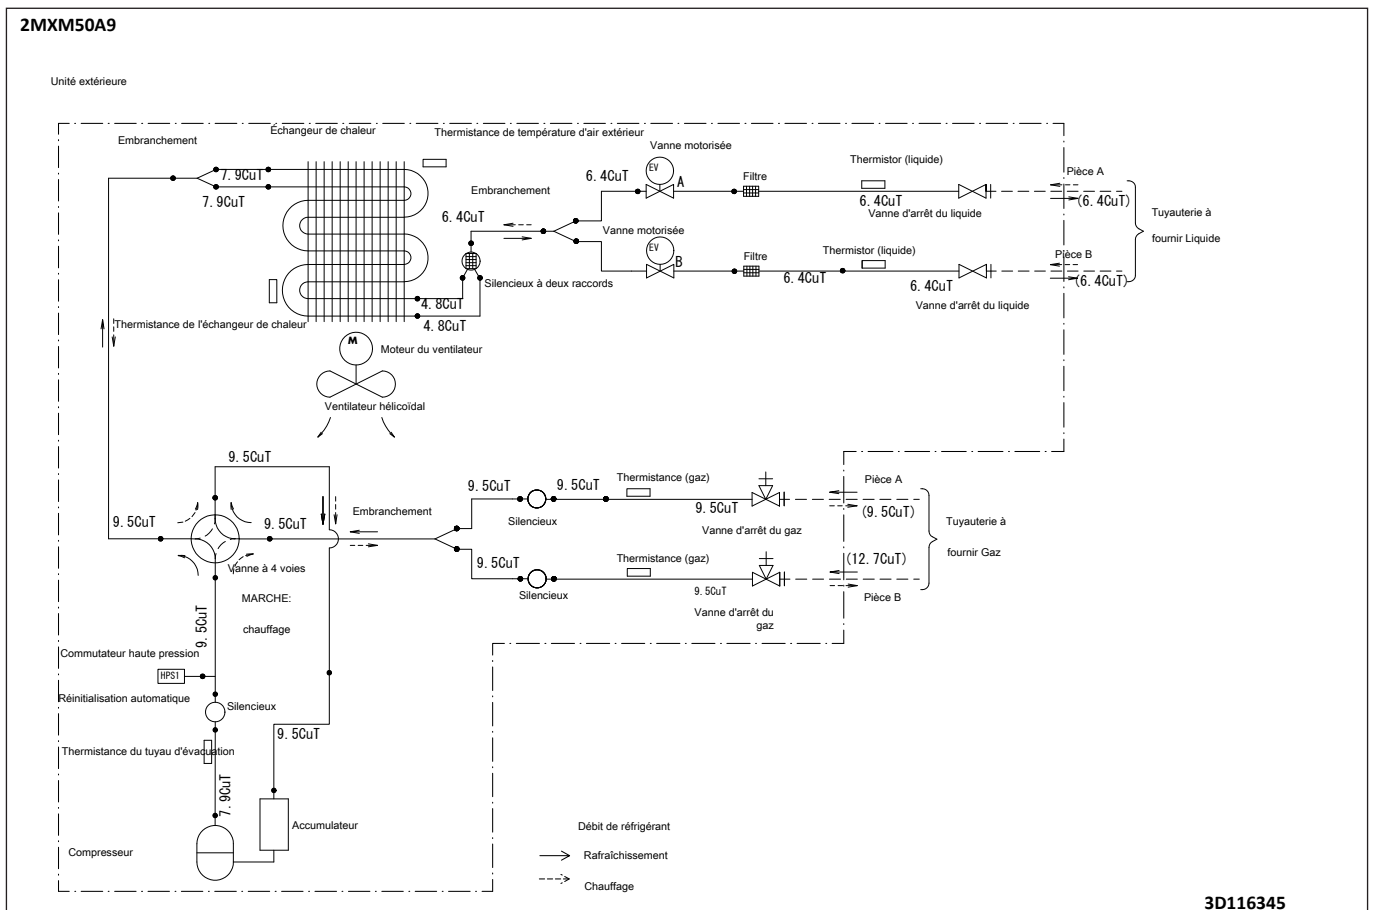 2MXM50A9
Unité extérieure
Embranchement
Échangeur de chaleur
Thermistance de température d'air extérieur
Vanne motorisée
EV
A
Filtre
Thermistor (liquide)
Pièce A
7.9CuT
7.9CuT
Embranchement
6.4CuT
6.4CuT
6.4CuT
Vanne d'arrêt du liquide
(6.4CuT)
Tuyauterie à
fournir Liquide
Vanne motorisée
EV
B
Filtre
Thermistor (liquide)
Pièce B
Silencieux à deux raccords
6.4CuT
6.4CuT
(6.4CuT)
Vanne d'arrêt du liquide
4.8CuT
4.8CuT
Thermistance de l'échangeur de chaleur
M
Moteur du ventilateur
Ventilateur hélicoïdal
9.5CuT
9.5CuT
9.5CuT
Embranchement
9.5CuT
9.5CuT
Silencieux
Thermistance (gaz)
9.5CuT
Vanne d'arrêt du gaz
Pièce A
(9.5CuT)
Tuyauterie à
fournir Gaz
9.5CuT
Silencieux
Thermistance (gaz)
9.5CuT
Vanne d'arrêt du
gaz
(12.7CuT)
Pièce B
Vanne à 4 voies
MARCHE:
chauffage
9.5CuT
Commutateur haute pression
HPS1
Réinitialisation automatique
Silencieux
9.5CuT
Thermistance du tuyau d'évacuation
7.9CuT
Accumulateur
Compresseur
Débit de réfrigérant
Rafraîchissement
Chauffage
3D116345